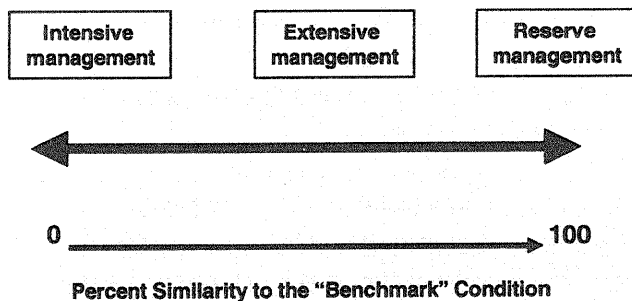 Intensive
management
Extensive
management
Reserve
management
0
100
Percent Similarity to the "Benchmark" Condition